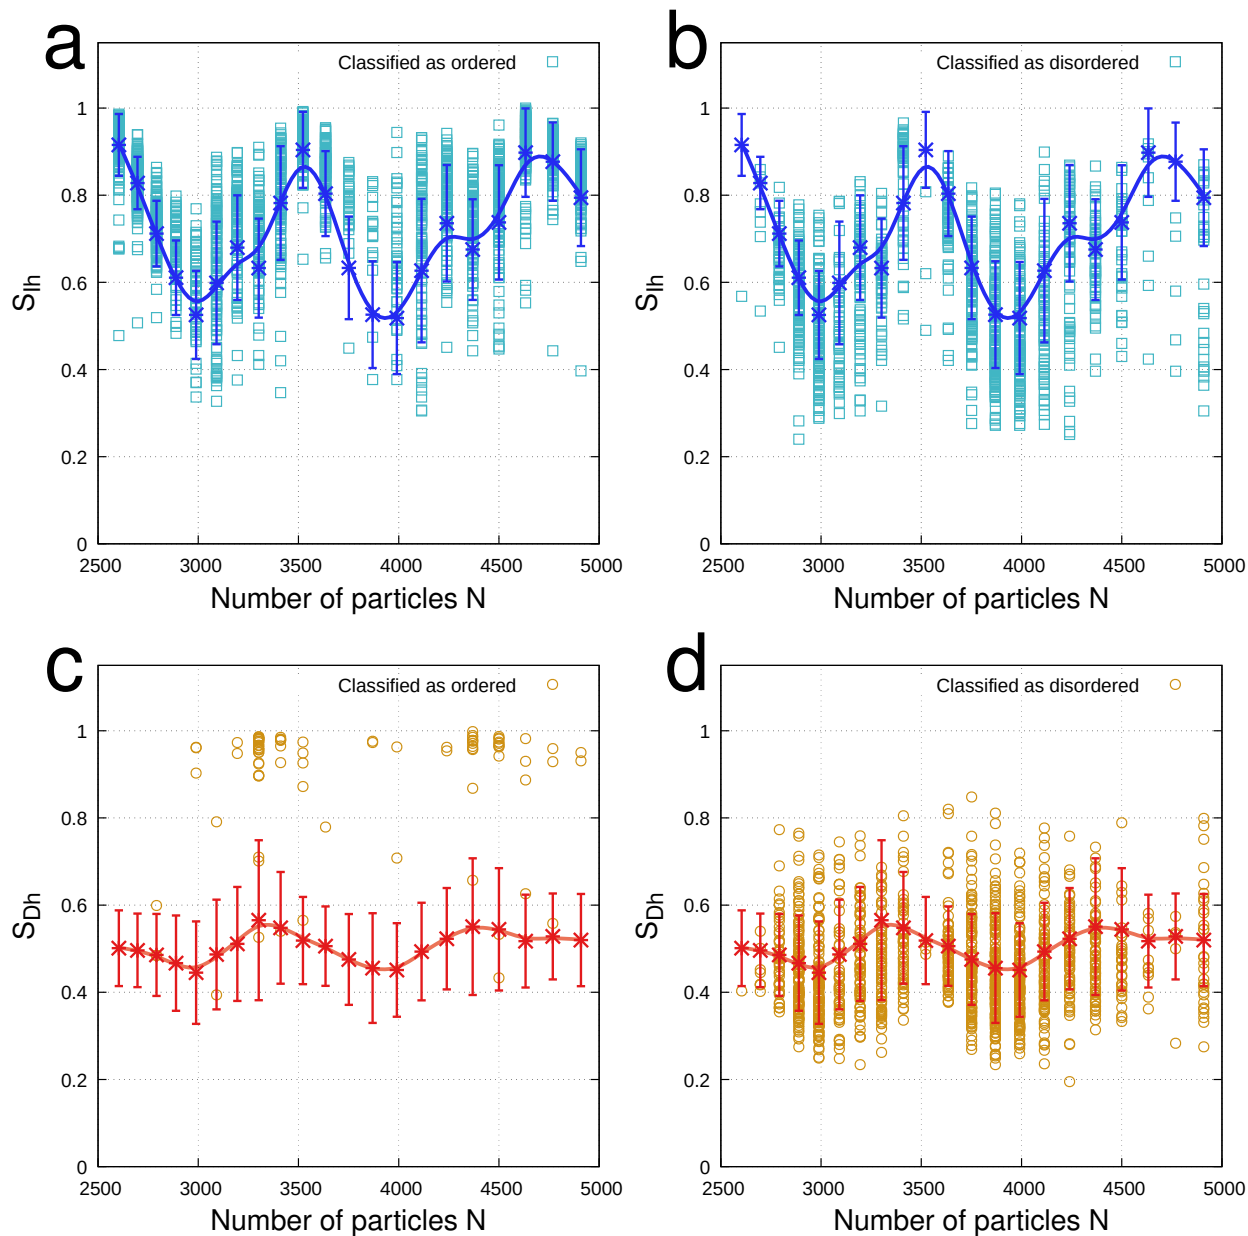 a
Classified as ordered
1
0.8
0.6
0.4
0.2
0
S_Ih
2500 3000 3500 4000 4500 5000
Number of particles N
b
Classified as disordered
1
0.8
0.6
0.4
0.2
0
S_Ih
2500 3000 3500 4000 4500 5000
Number of particles N
c
Classified as ordered
1
0.8
0.6
0.4
0.2
0
S_Dh
2500 3000 3500 4000 4500 5000
Number of particles N
d
Classified as disordered
1
0.8
0.6
0.4
0.2
0
S_Dh
2500 3000 3500 4000 4500 5000
Number of particles N